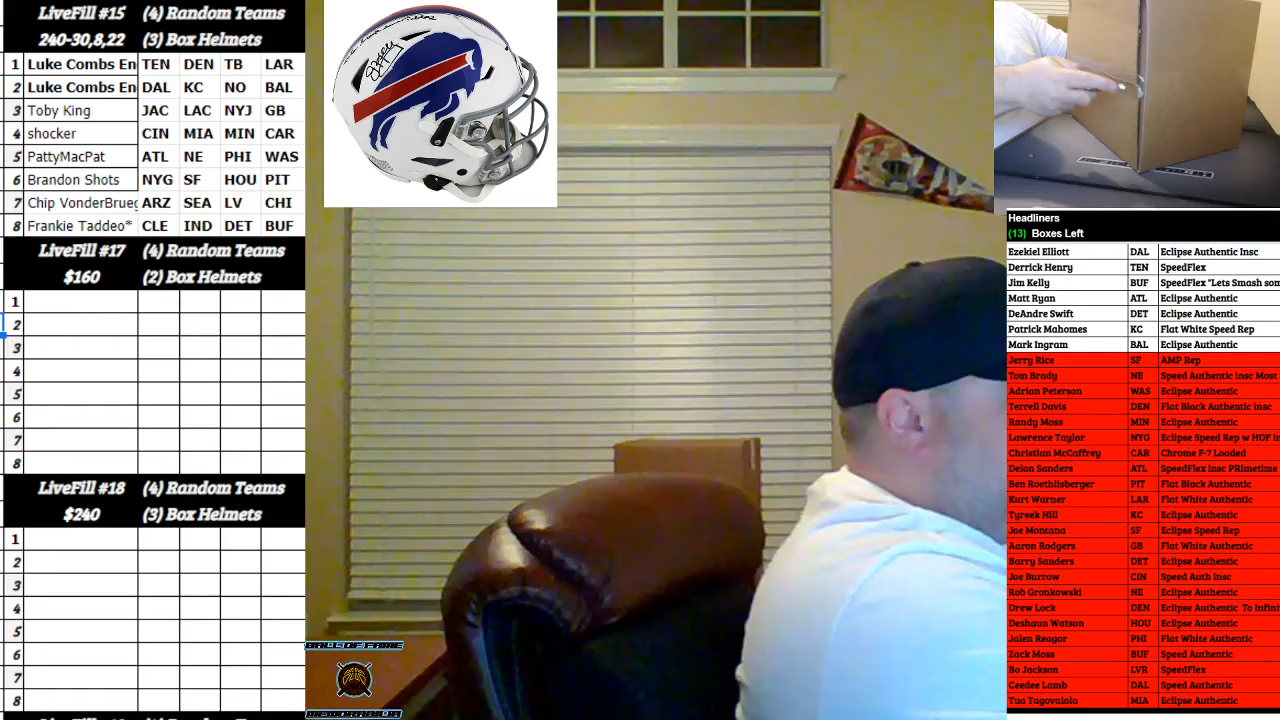 LiveFill #15 (4) Random Teams
240-30,8,22 (3) Box Helmets
1 Luke Combs En TEN DEN TB LAR
2 Luke Combs En DAL KC NO BAL
3 Toby King JAC LAC NYJ GB
4 shocker CIN MIA MIN CAR
5 PattyMacPat ATL NE PHI WAS
6 Brandon Shots NYG SF HOU PIT
7 Chip VonderBrueg ARZ SEA LV CHI
8 Frankie Taddeo* CLE IND DET BUF
LiveFill #17 (4) Random Teams
$160 (2) Box Helmets
1
2
3
4
5
6
7
8
LiveFill #18 (4) Random Teams
$240 (3) Box Helmets
1
2
3
4
5
6
7
8
BALL OF FAME
MEMORABILIA
Headliners
(13) Boxes Left
Ezekiel Elliott DAL Eclipse Authentic Insc
Derrick Henry TEN SpeedFlex
Jim Kelly BUF SpeedFlex "Lets Smash som
Matt Ryan ATL Eclipse Authentic
DeAndre Swift DET Eclipse Authentic
Patrick Mahomes KC Flat White Speed Rep
Mark Ingram BAL Eclipse Authentic
Jerry Rice SF AMP Rep
Tom Brady NE Speed Authentic insc Most
Adrian Peterson WAS Eclipse Authentic
Terrell Davis DEN Flat Black Authentic insc
Randy Moss MIN Eclipse Authentic
Lawrence Taylor NYG Eclipse Speed Rep w HOF in
Christian McCaffrey CAR Chrome F-7 Loaded
Deion Sanders ATL SpeedFlex insc PRimetime
Ben Roethlisberger PIT Flat Black Authentic
Kurt Warner LAR Flat White Authentic
Tyreek Hill KC Eclipse Authentic
Joe Montana SF Eclipse Speed Rep
Aaron Rodgers GB Flat White Authentic
Barry Sanders DET Eclipse Authentic
Joe Burrow CIN Speed Auth insc
Rob Gronkowski NE Eclipse Authentic
Drew Lock DEN Eclipse Authentic To Infini
Deshaun Watson HOU Eclipse Authentic
Jalen Reagor PHI Flat White Authentic
Zack Moss BUF Speed Authentic
Bo Jackson LVR SpeedFlex
Ceedee Lamb DAL Speed Authentic
Tua Tagovailoa MIA Eclipse Authentic